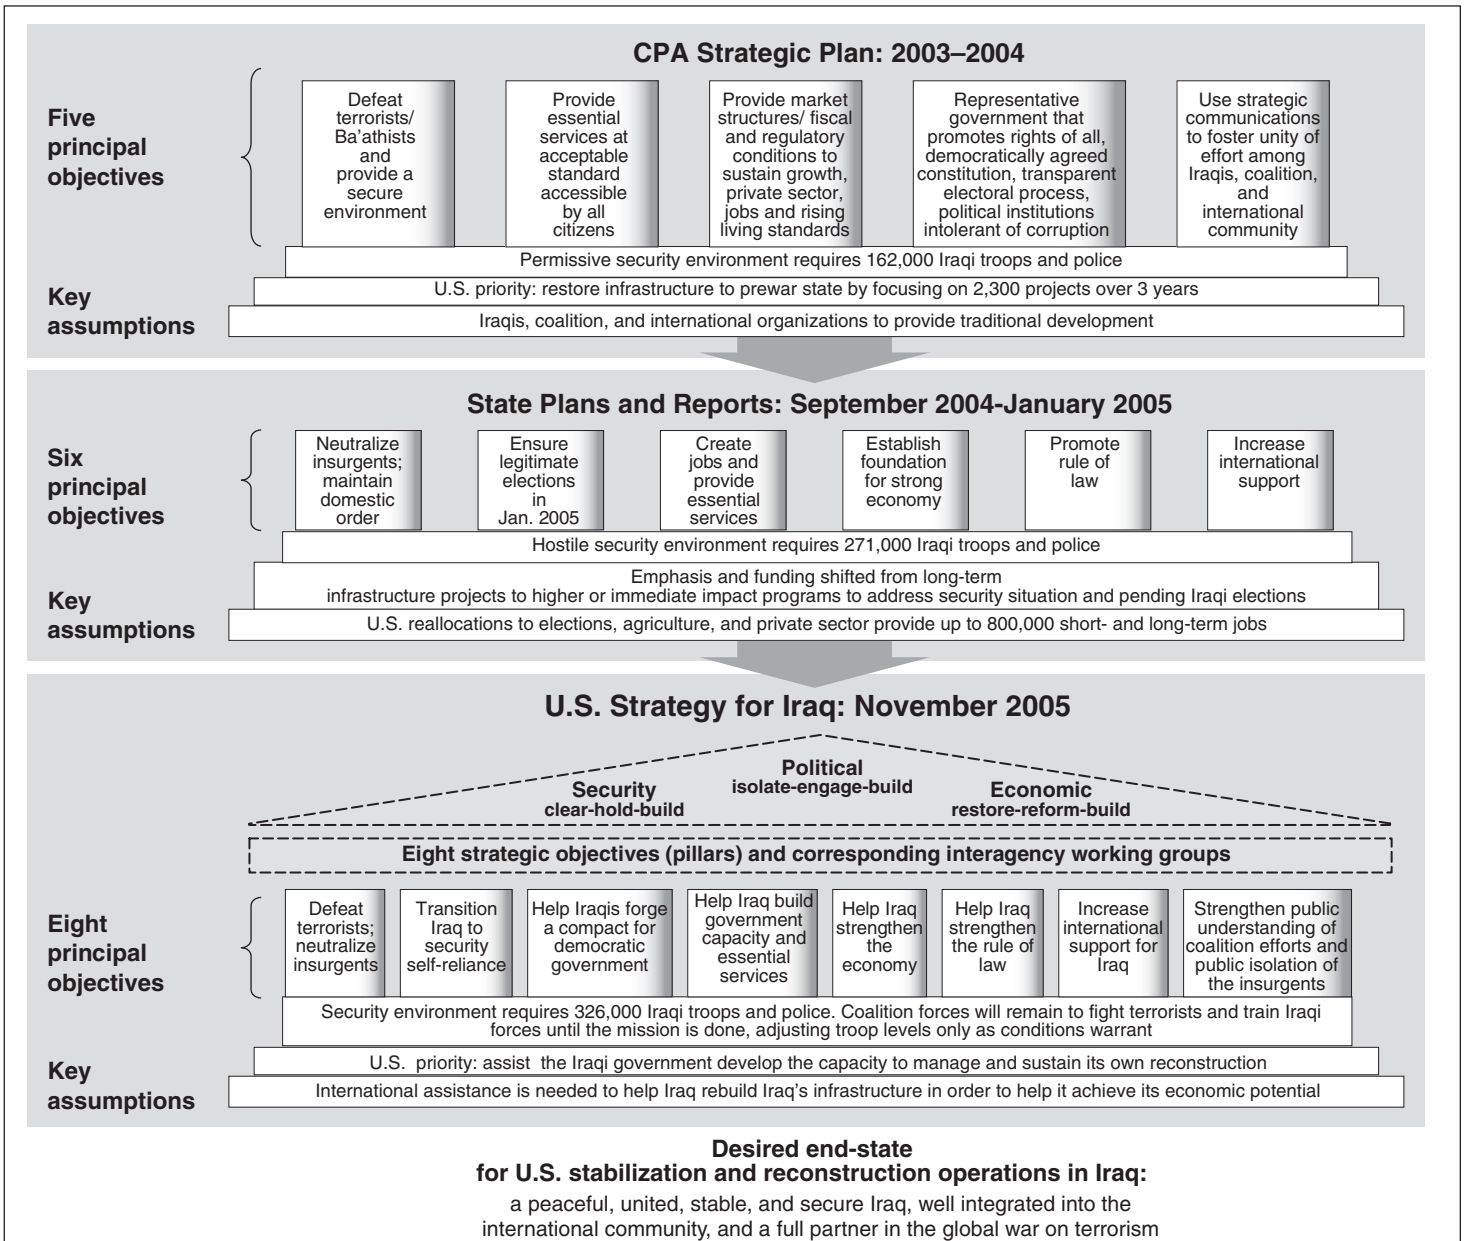 CPA Strategic Plan: 2003–2004
Five
principal
objectives
Defeat
terrorists/
Ba'athists
and
provide a
secure
environment
Provide
essential
services at
acceptable
standard
accessible
by all
citizens
Provide market
structures/ fiscal
and regulatory
conditions to
sustain growth,
private sector,
jobs and rising
living standards
Representative
government that
promotes rights of all,
democratically agreed
constitution, transparent
electoral process,
political institutions
intolerant of corruption
Use strategic
communications
to foster unity of
effort among
Iraqis, coalition,
and
international
community
Key
assumptions
Permissive security environment requires 162,000 Iraqi troops and police
U.S. priority: restore infrastructure to prewar state by focusing on 2,300 projects over 3 years
Iraqis, coalition, and international organizations to provide traditional development
State Plans and Reports: September 2004-January 2005
Six
principal
objectives
Neutralize
insurgents;
maintain
domestic
order
Ensure
legitimate
elections
in
Jan. 2005
Create
jobs and
provide
essential
services
Establish
foundation
for strong
economy
Promote
rule of
law
Increase
international
support
Key
assumptions
Hostile security environment requires 271,000 Iraqi troops and police
Emphasis and funding shifted from long-term
infrastructure projects to higher or immediate impact programs to address security situation and pending Iraqi elections
U.S. reallocations to elections, agriculture, and private sector provide up to 800,000 short- and long-term jobs
U.S. Strategy for Iraq: November 2005
Security
clear-hold-build
Political
isolate-engage-build
Economic
restore-reform-build
Eight strategic objectives (pillars) and corresponding interagency working groups
Eight
principal
objectives
Defeat
terrorists;
neutralize
insurgents
Transition
Iraq to
security
self-reliance
Help Iraqis forge
a compact for
democratic
government
Help Iraq build
government
capacity and
essential
services
Help Iraq
strengthen
the
economy
Help Iraq
strengthen
the rule of
law
Increase
international
support for
Iraq
Strengthen public
understanding of
coalition efforts and
public isolation of
the insurgents
Key
assumptions
Security environment requires 326,000 Iraqi troops and police. Coalition forces will remain to fight terrorists and train Iraqi
forces until the mission is done, adjusting troop levels only as conditions warrant
U.S. priority: assist the Iraqi government develop the capacity to manage and sustain its own reconstruction
International assistance is needed to help Iraq rebuild Iraq's infrastructure in order to help it achieve its economic potential
Desired end-state
for U.S. stabilization and reconstruction operations in Iraq:
a peaceful, united, stable, and secure Iraq, well integrated into the
international community, and a full partner in the global war on terrorism